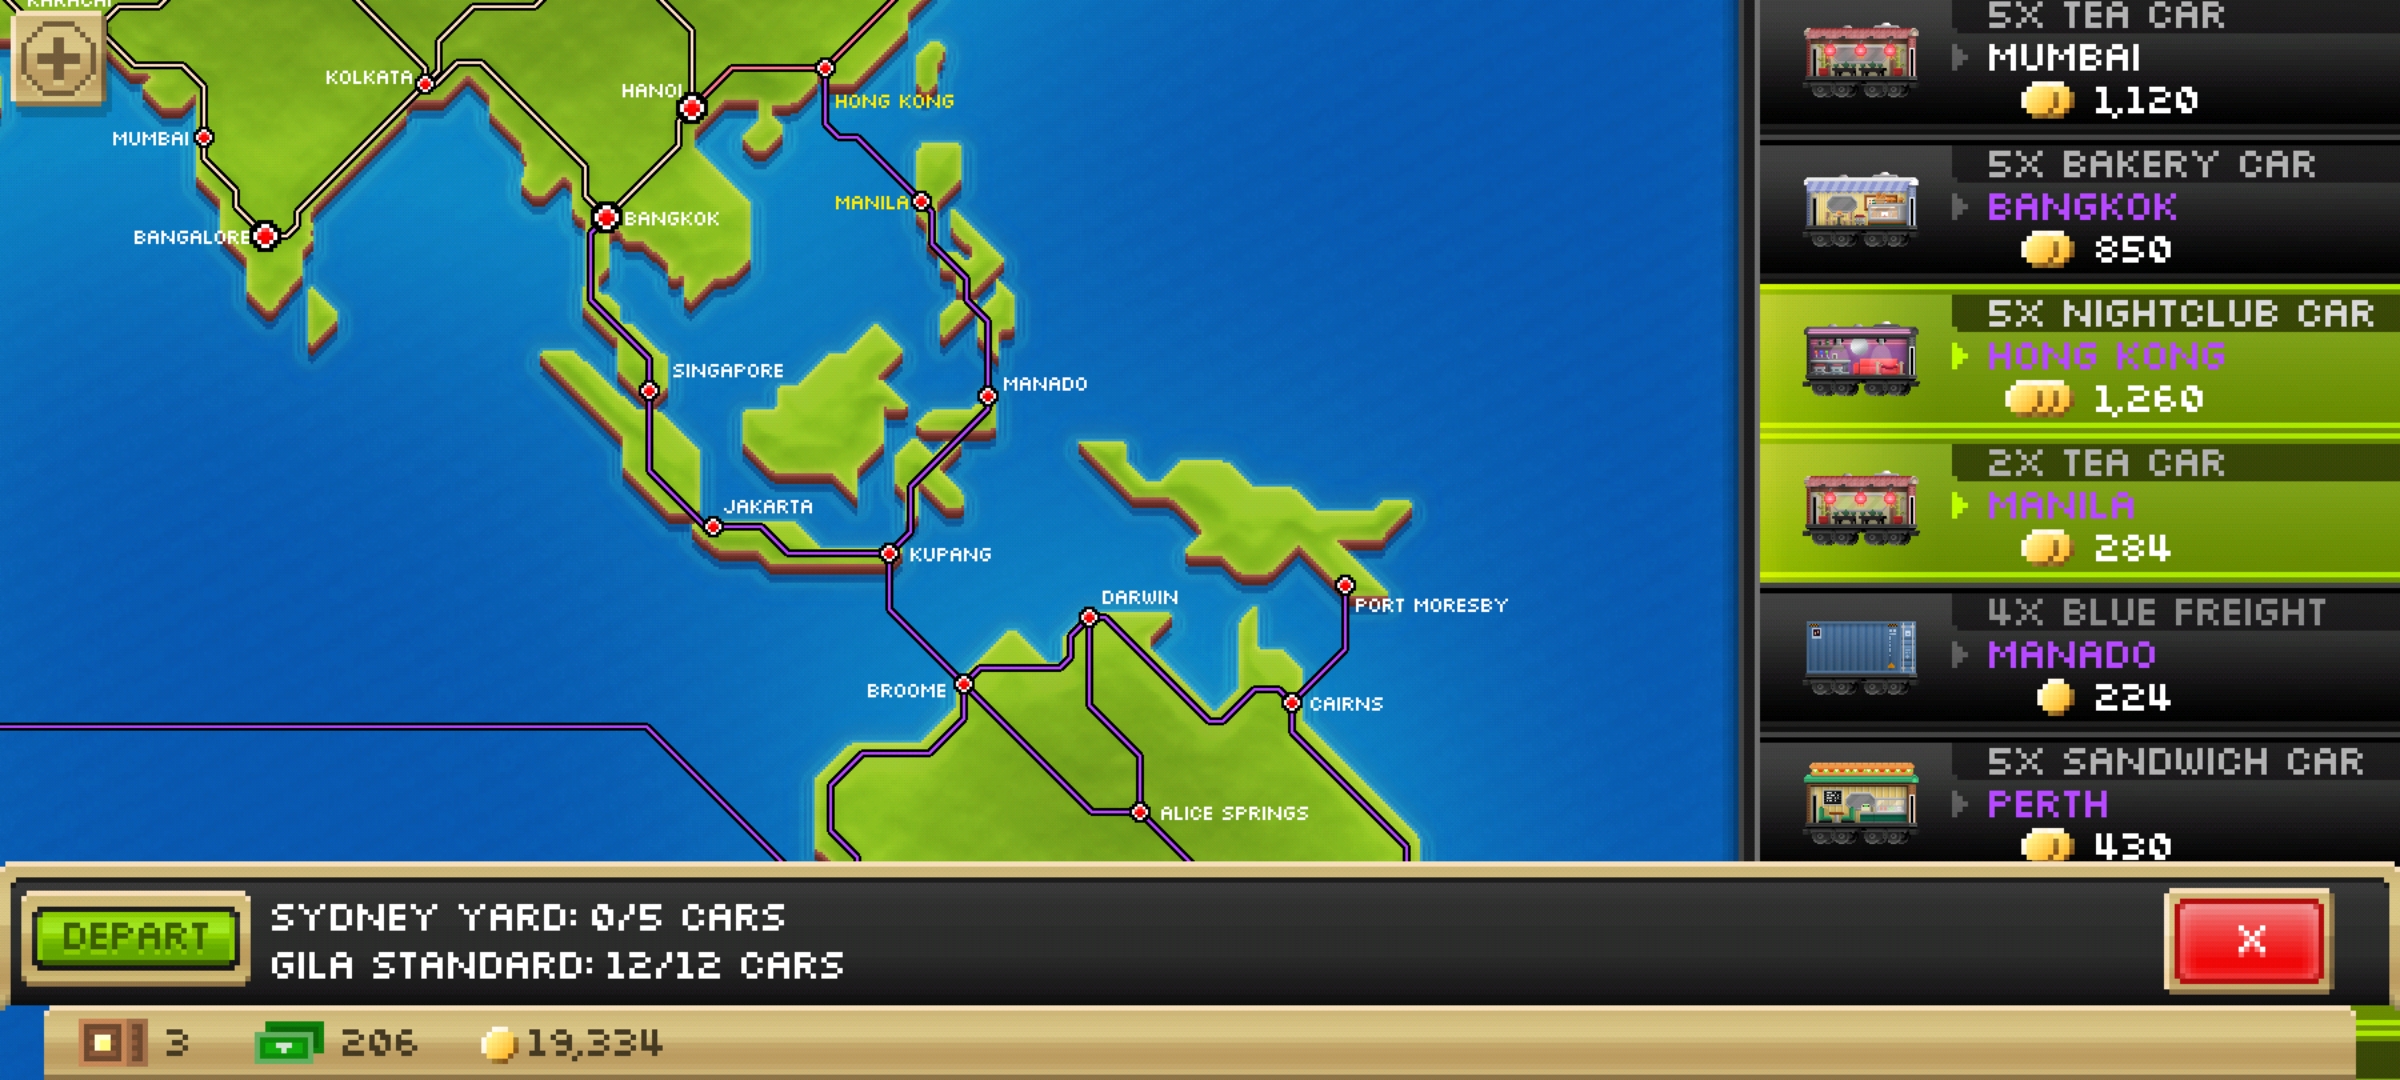 KARACHI
KOLKATA
HANOI
HONG KONG
MUMBAI
MANILA
BANGKOK
BANGALORE
SINGAPORE
MANADO
JAKARTA
KUPANG
DARWIN
PORT MORESBY
BROOME
CAIRNS
ALICE SPRINGS
5X TEA CAR
MUMBAI
1,120
5X BAKERY CAR
BANGKOK
850
5X NIGHTCLUB CAR
HONG KONG
1,260
2X TEA CAR
MANILA
284
4X BLUE FREIGHT
MANADO
224
5X SANDWICH CAR
PERTH
430
DEPART
SYDNEY YARD: 0/5 CARS
GILA STANDARD: 12/12 CARS
X
3
206
19,334